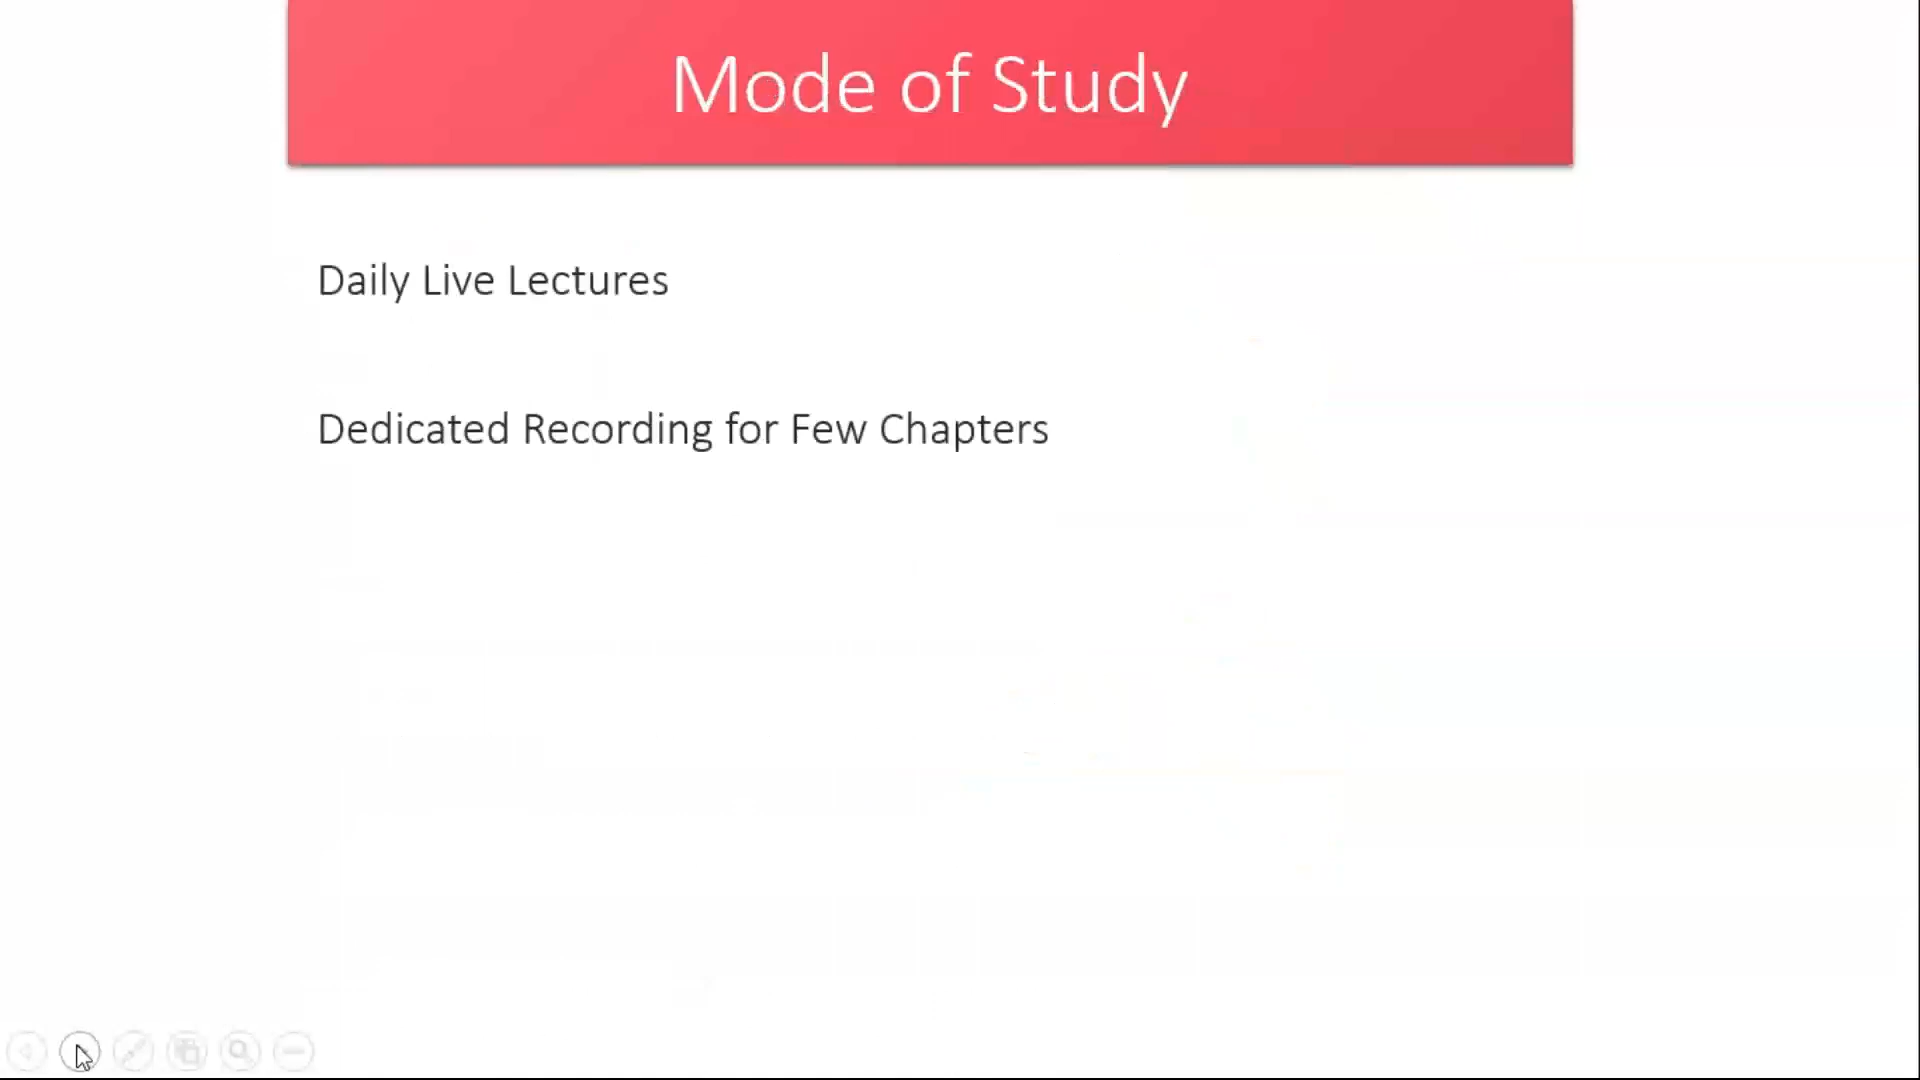 Mode of Study
Daily Live Lectures
Dedicated Recording for Few Chapters